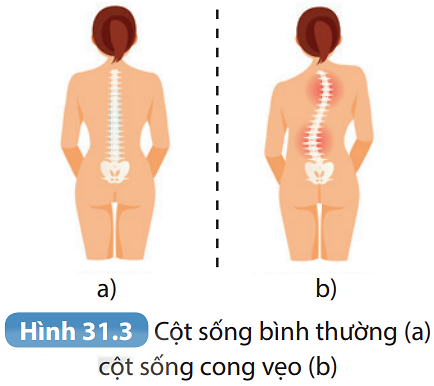 a) b)
Hình 31.3 Cột sống bình thường (a)
cột sống cong vẹo (b)